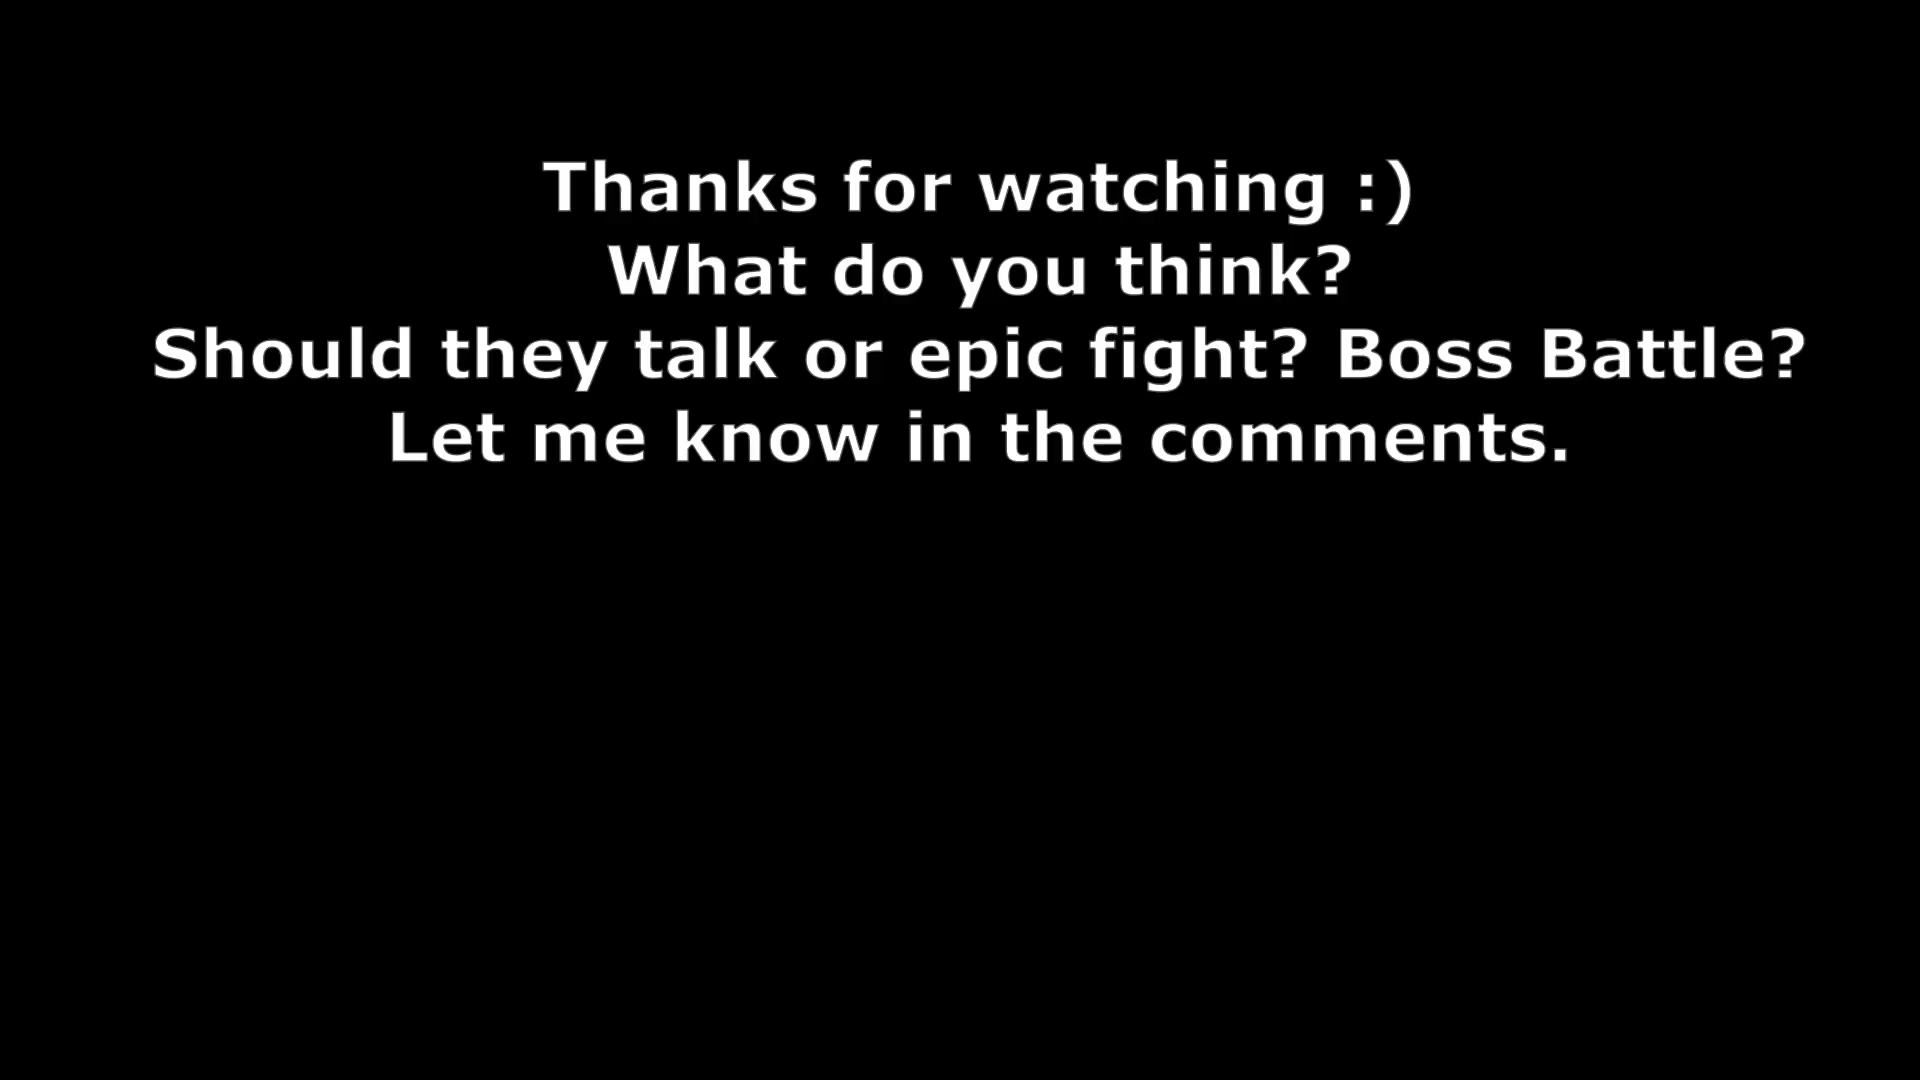 Thanks for watching :)
What do you think?
Should they talk or epic fight? Boss Battle?
Let me know in the comments.